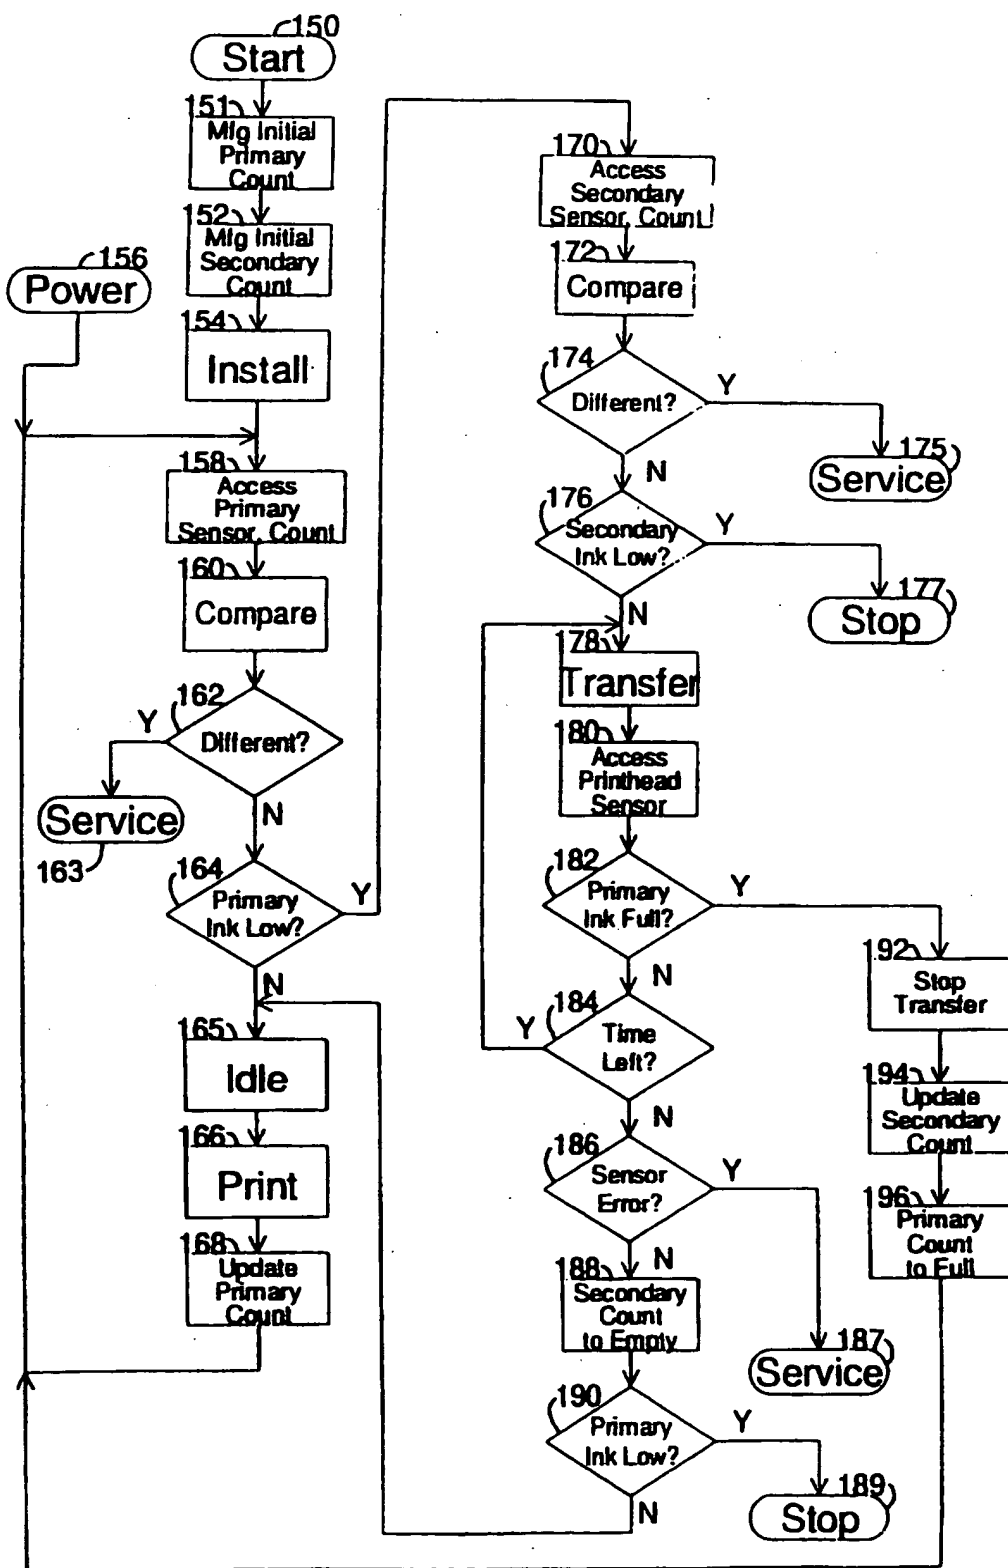 150
Start
151
Mfg Initial
Primary
Count
152
Mfg Initial
Secondary
Count
156
Power
154
Install
158
Access
Primary
Sensor, Count
160
Compare
162
Y
Different?
N
Service
163
164
Primary
Ink Low?
Y
N
165
Idle
166
Print
168
Update
Primary
Count
170
Access
Secondary
Sensor, Count
172
Compare
174
Different?
Y
N
175
Service
176
Secondary
Ink Low?
Y
N
177
Stop
178
Transfer
180
Access
Printhead
Sensor
182
Primary
Ink Full?
Y
N
184
Time
Left?
Y
N
186
Sensor
Error?
Y
N
187
Service
188
Secondary
Count
to Empty
190
Primary
Ink Low?
Y
N
189
Stop
192
Stop
Transfer
194
Update
Secondary
Count
196
Primary
Count
to Full